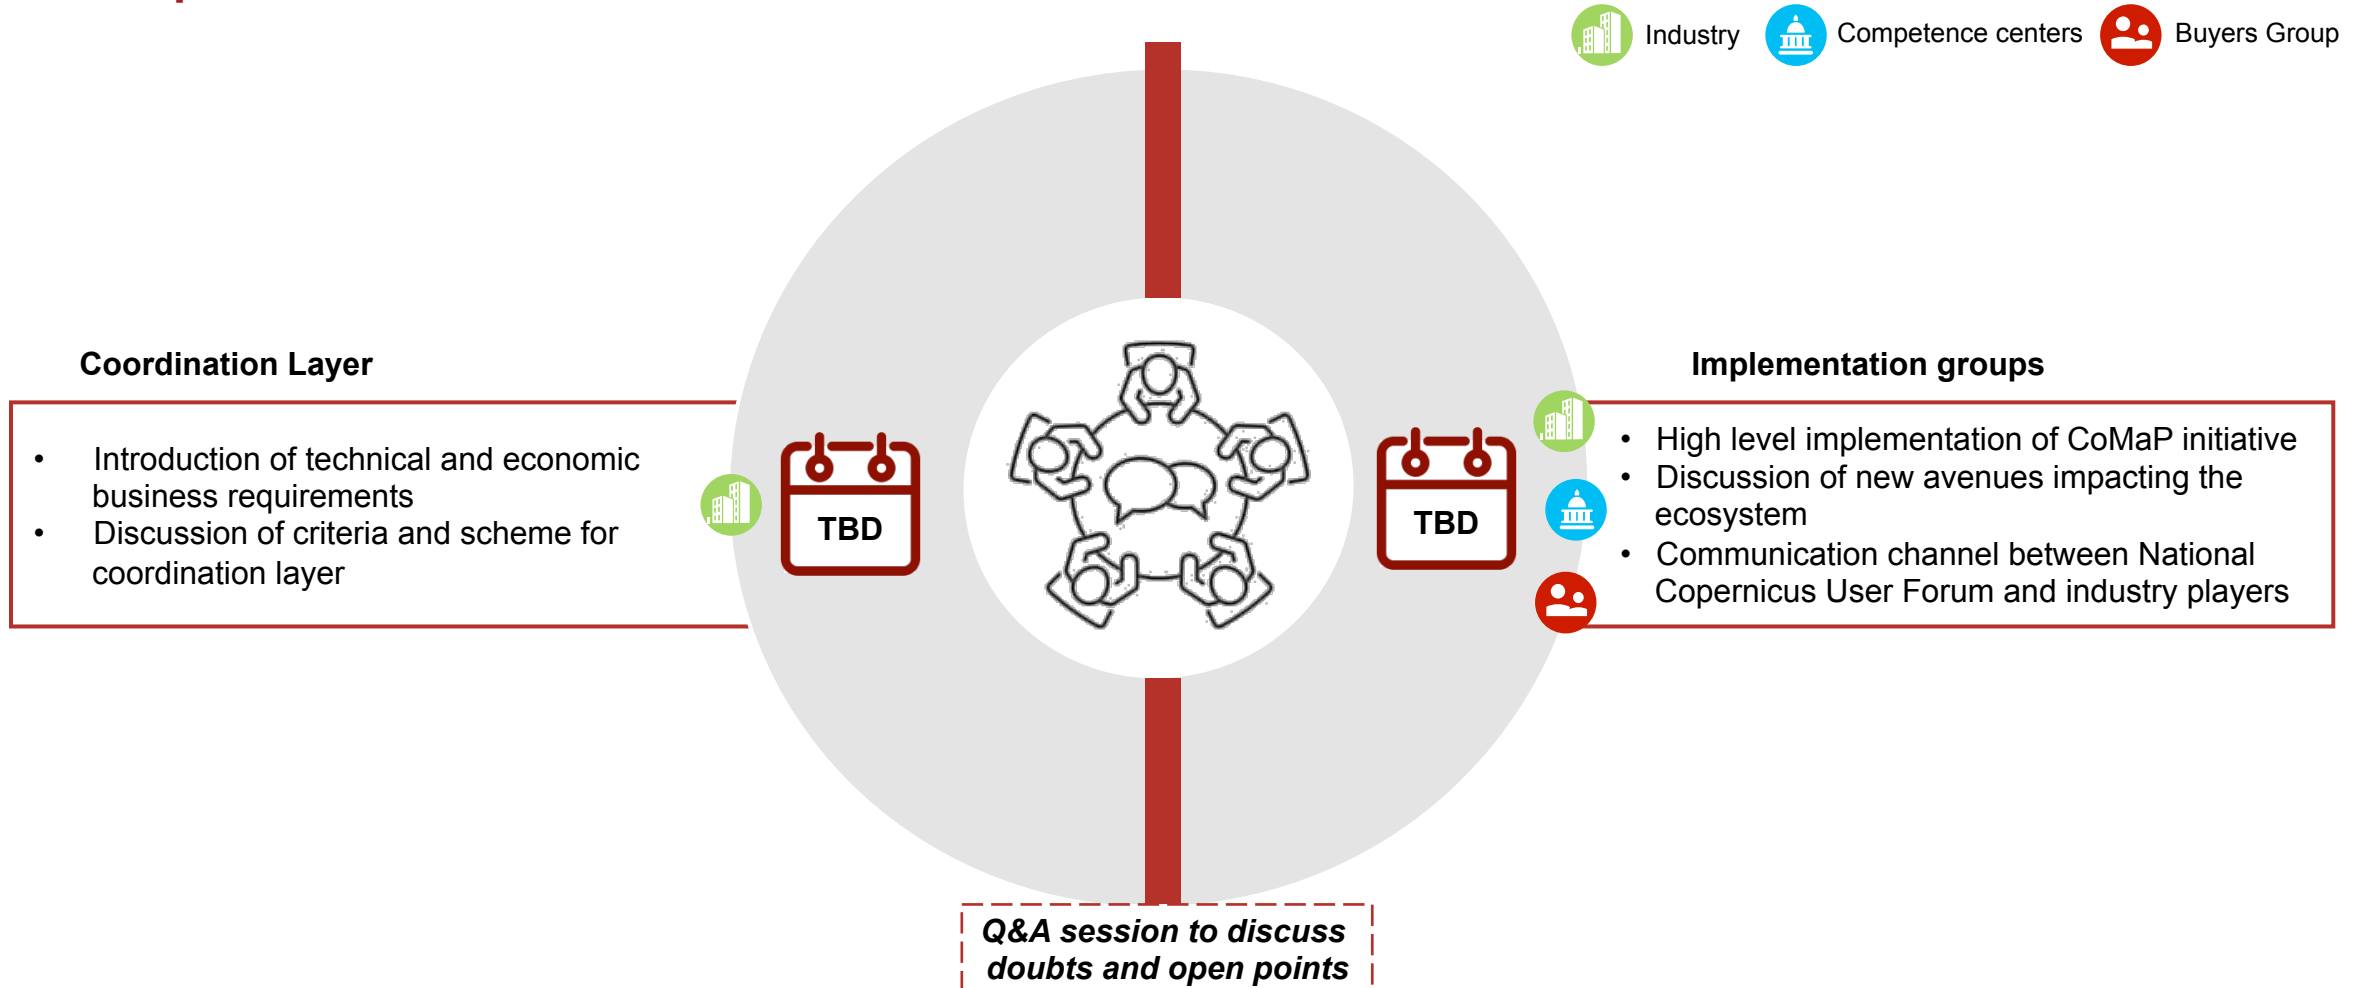 Industry
Competence centers
Buyers Group
Coordination Layer
• Introduction of technical and economic
business requirements
• Discussion of criteria and scheme for
coordination layer
TBD
TBD
Implementation groups
• High level implementation of CoMaP initiative
• Discussion of new avenues impacting the
ecosystem
• Communication channel between National
Copernicus User Forum and industry players
Q&A session to discuss
doubts and open points